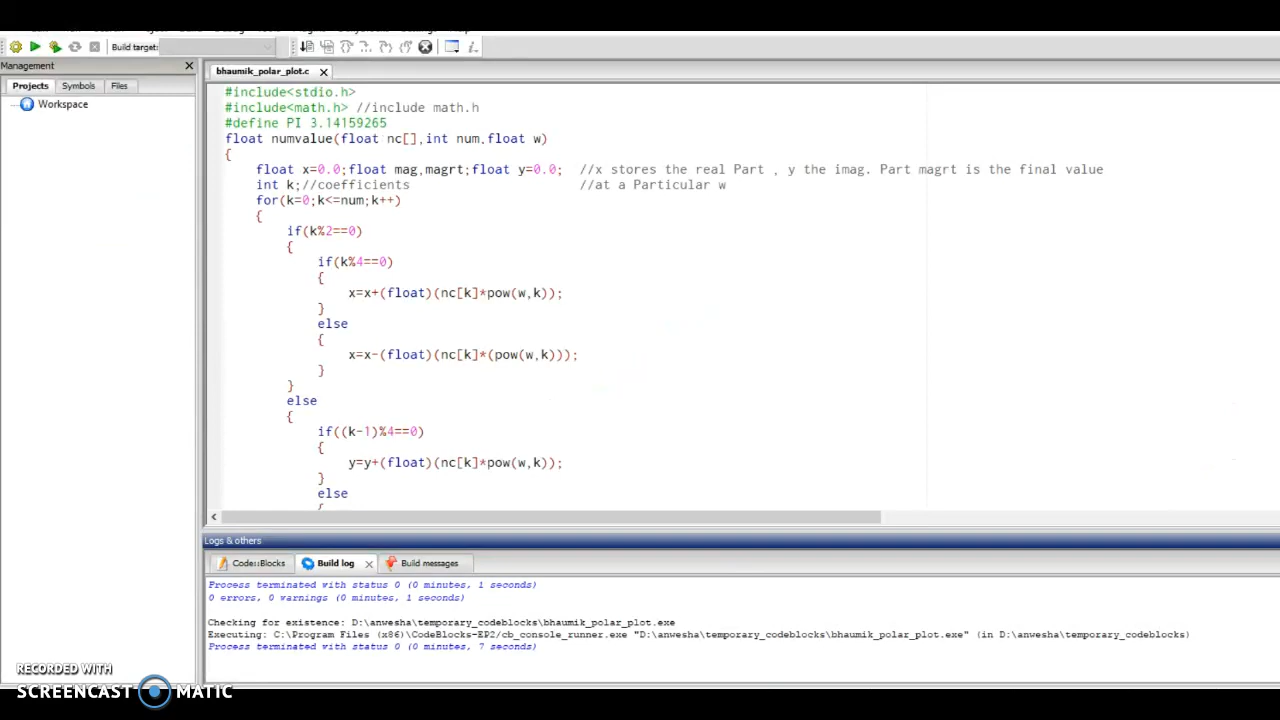 Build target:
Management
bhaumik_polar_plot.c
Projects Symbols Files
Workspace
#include<stdio.h>
#include<math.h> //include math.h
#define PI 3.14159265
float numvalue(float nc[],int num,float w)
{
float x=0.0;float mag,magrt;float y=0.0; //x stores the real Part , y the imag. Part magrt is the final value
int k;//coefficients //at a Particular w
for(k=0;k<=num;k++)
{
if(k%2==0)
{
if(k%4==0)
{
x=x+(float)(nc[k]*pow(w,k));
}
else
{
x=x-(float)(nc[k]*(pow(w,k)));
}
}
else
{
if((k-1)%4==0)
{
y=y+(float)(nc[k]*pow(w,k));
}
else
{
Logs & others
Code::Blocks Build log Build messages
Process terminated with status 0 (0 minutes, 1 seconds)
0 errors, 0 warnings (0 minutes, 1 seconds)
Checking for existence: D:\anwesha\temporary_codeblocks\bhaumik_polar_plot.exe
Executing: C:\Program Files (x86)\CodeBlocks-EP2/cb_console_runner.exe "D:\anwesha\temporary_codeblocks\bhaumik_polar_plot.exe" (in D:\anwesha\temporary_codeblocks)
Process terminated with status 0 (0 minutes, 7 seconds)
RECORDED WITH
SCREENCAST MATIC